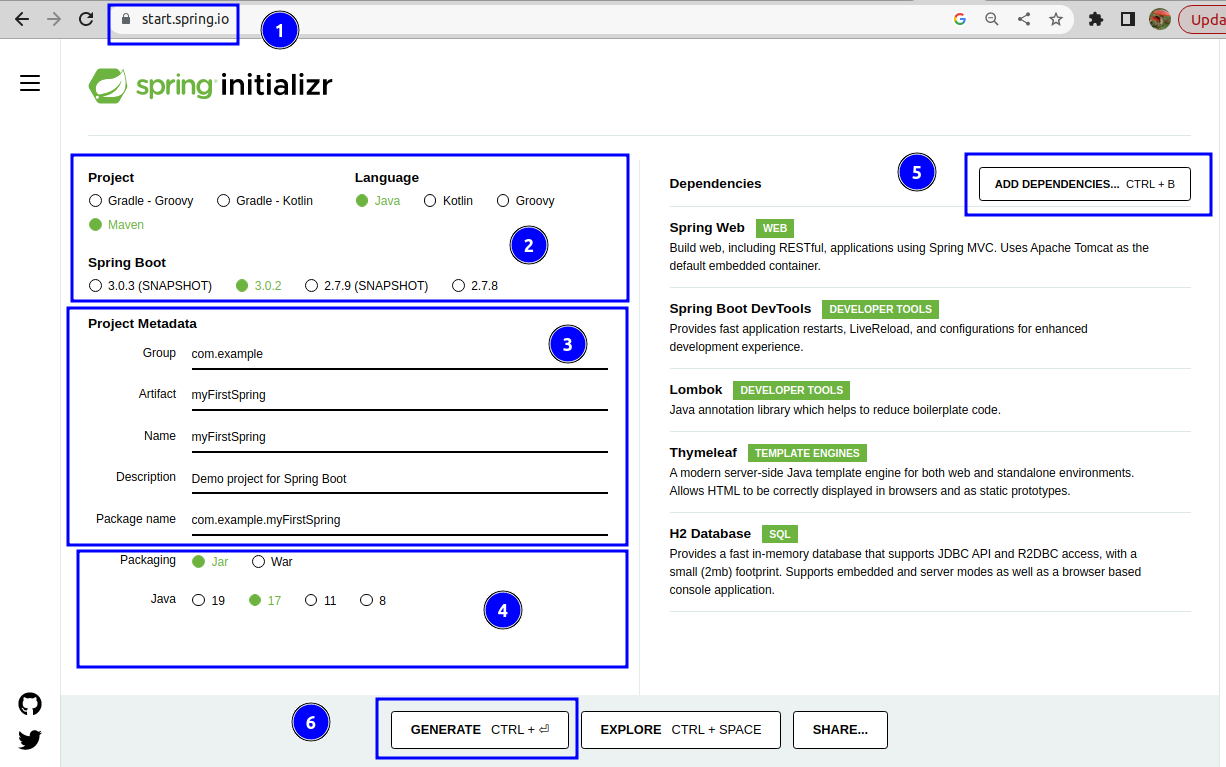 start.spring.io
1
Upda
spring initializr
Project
Language
Gradle - Groovy Gradle - Kotlin
Java Kotlin Groovy
Maven
2
Spring Boot
3.0.3 (SNAPSHOT) 3.0.2 2.7.9 (SNAPSHOT) 2.7.8
Project Metadata
3
Group com.example
Artifact myFirstSpring
Name myFirstSpring
Description Demo project for Spring Boot
Package name com.example.myFirstSpring
Packaging Jar War
Java 19 17 11 8
4
Dependencies
5
ADD DEPENDENCIES... CTRL + B
Spring Web WEB
Build web, including RESTful, applications using Spring MVC. Uses Apache Tomcat as the
default embedded container.
Spring Boot DevTools DEVELOPER TOOLS
Provides fast application restarts, LiveReload, and configurations for enhanced
development experience.
Lombok DEVELOPER TOOLS
Java annotation library which helps to reduce boilerplate code.
Thymeleaf TEMPLATE ENGINES
A modern server-side Java template engine for both web and standalone environments.
Allows HTML to be correctly displayed in browsers and as static prototypes.
H2 Database SQL
Provides a fast in-memory database that supports JDBC API and R2DBC access, with a
small (2mb) footprint. Supports embedded and server modes as well as a browser based
console application.
6
GENERATE CTRL + ⏎
EXPLORE CTRL + SPACE
SHARE...